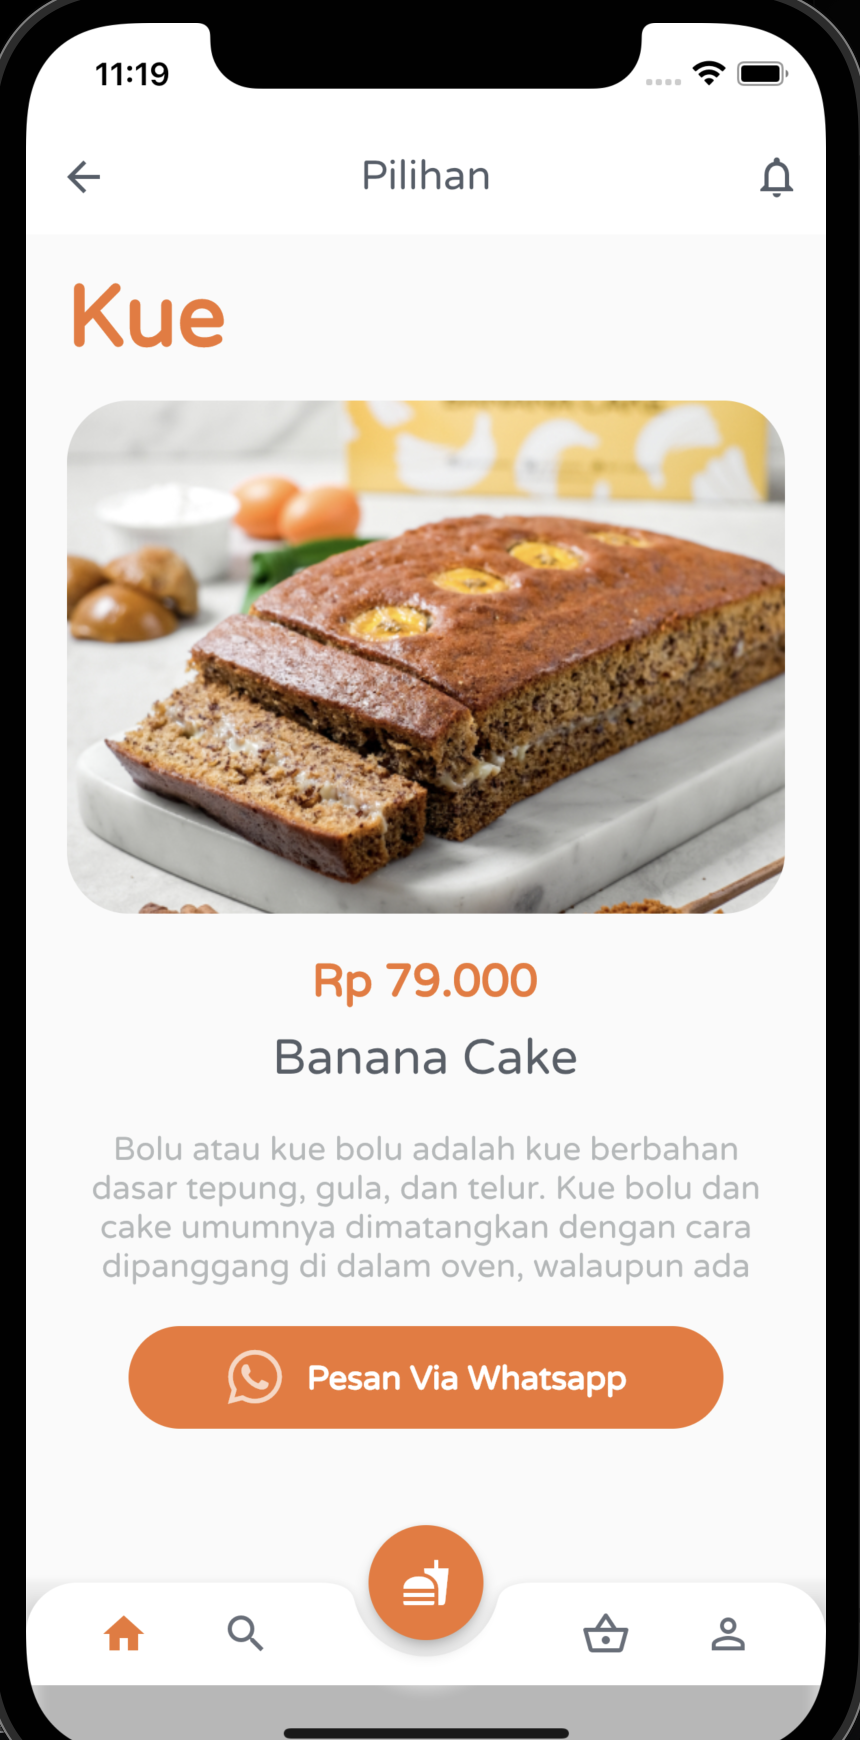 11:19
Pilihan
Kue
Rp 79.000
Banana Cake
Bolu atau kue bolu adalah kue berbahan
dasar tepung, gula, dan telur. Kue bolu dan
cake umumnya dimatangkan dengan cara
dipanggang di dalam oven, walaupun ada
Pesan Via Whatsapp